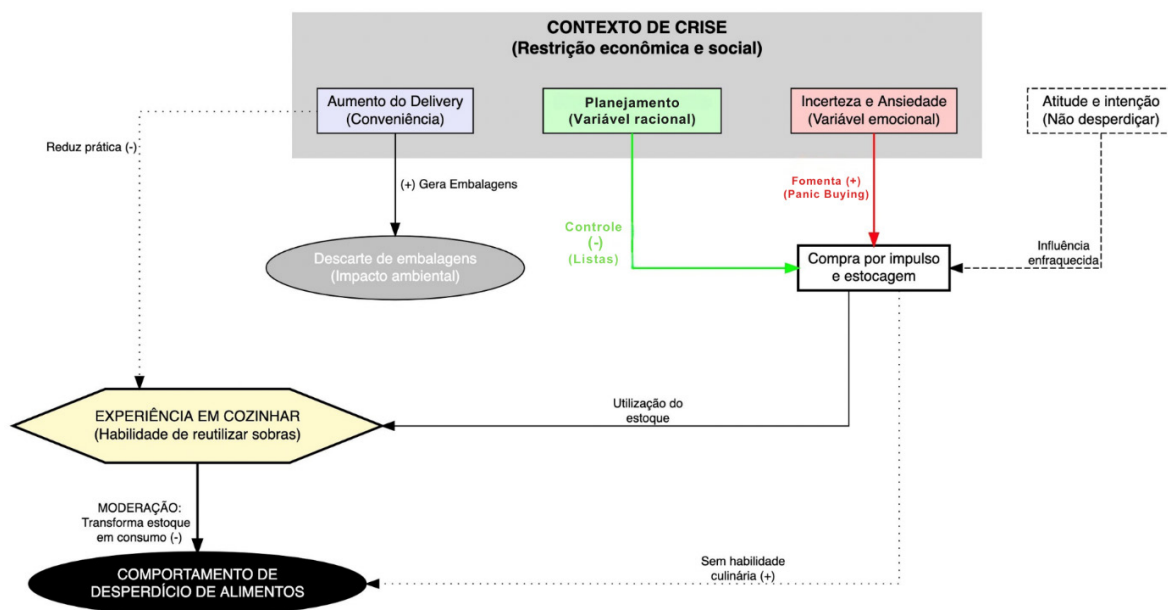 CONTEXTO DE CRISE
(Restrição econômica e social)
Aumento do Delivery
(Conveniência)
Planejamento
(Variável racional)
Incerteza e Ansiedade
(Variável emocional)
Atitude e intenção
(Não desperdiçar)
Reduz prática (-)
(+) Gera Embalagens
Fomenta (+)
(Panic Buying)
Controle
(-)
(Listas)
Descarte de embalagens
(Impacto ambiental)
Compra por impulso
e estocagem
Influência
enfraquecida
EXPERIÊNCIA EM COZINHAR
(Habilidade de reutilizar sobras)
Utilização do
estoque
MODERAÇÃO:
Transforma estoque
em consumo (-)
COMPORTAMENTO DE
DESPERDÍCIO DE ALIMENTOS
Sem habilidade
culinária (+)